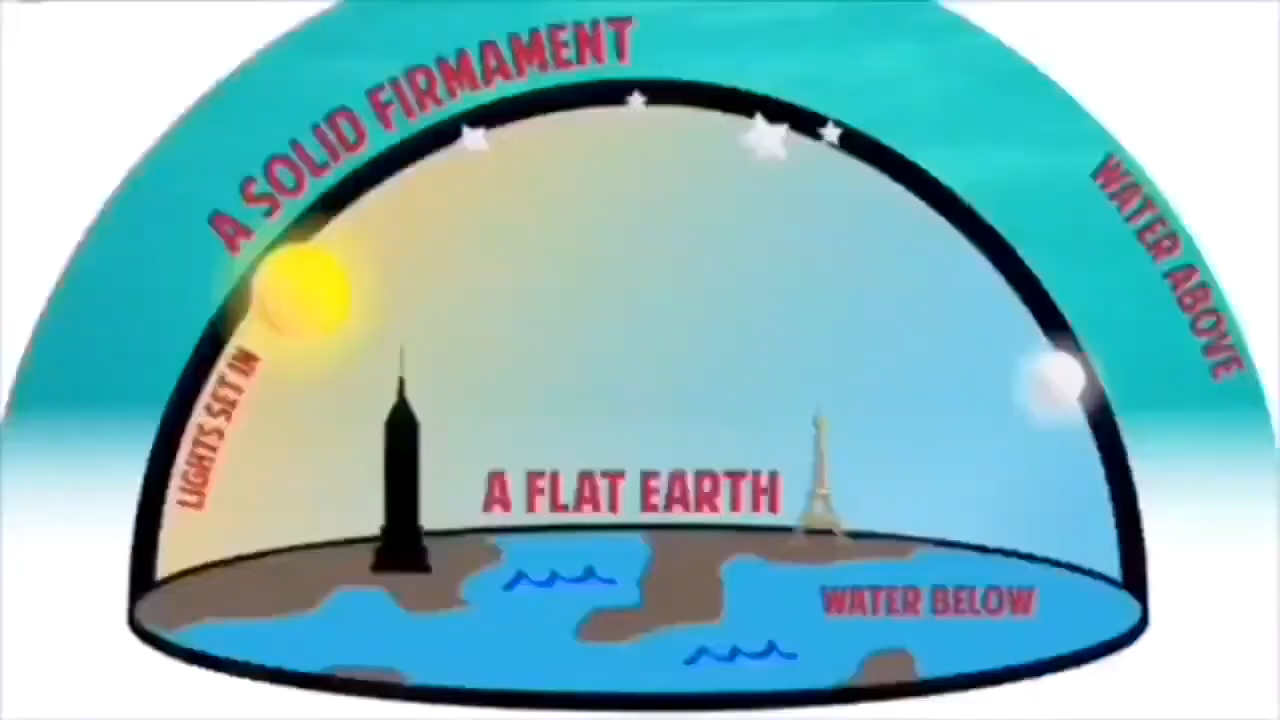 A SOLID FIRMAMENT
WATER ABOVE
LIGHTS SET IN
A FLAT EARTH
WATER BELOW